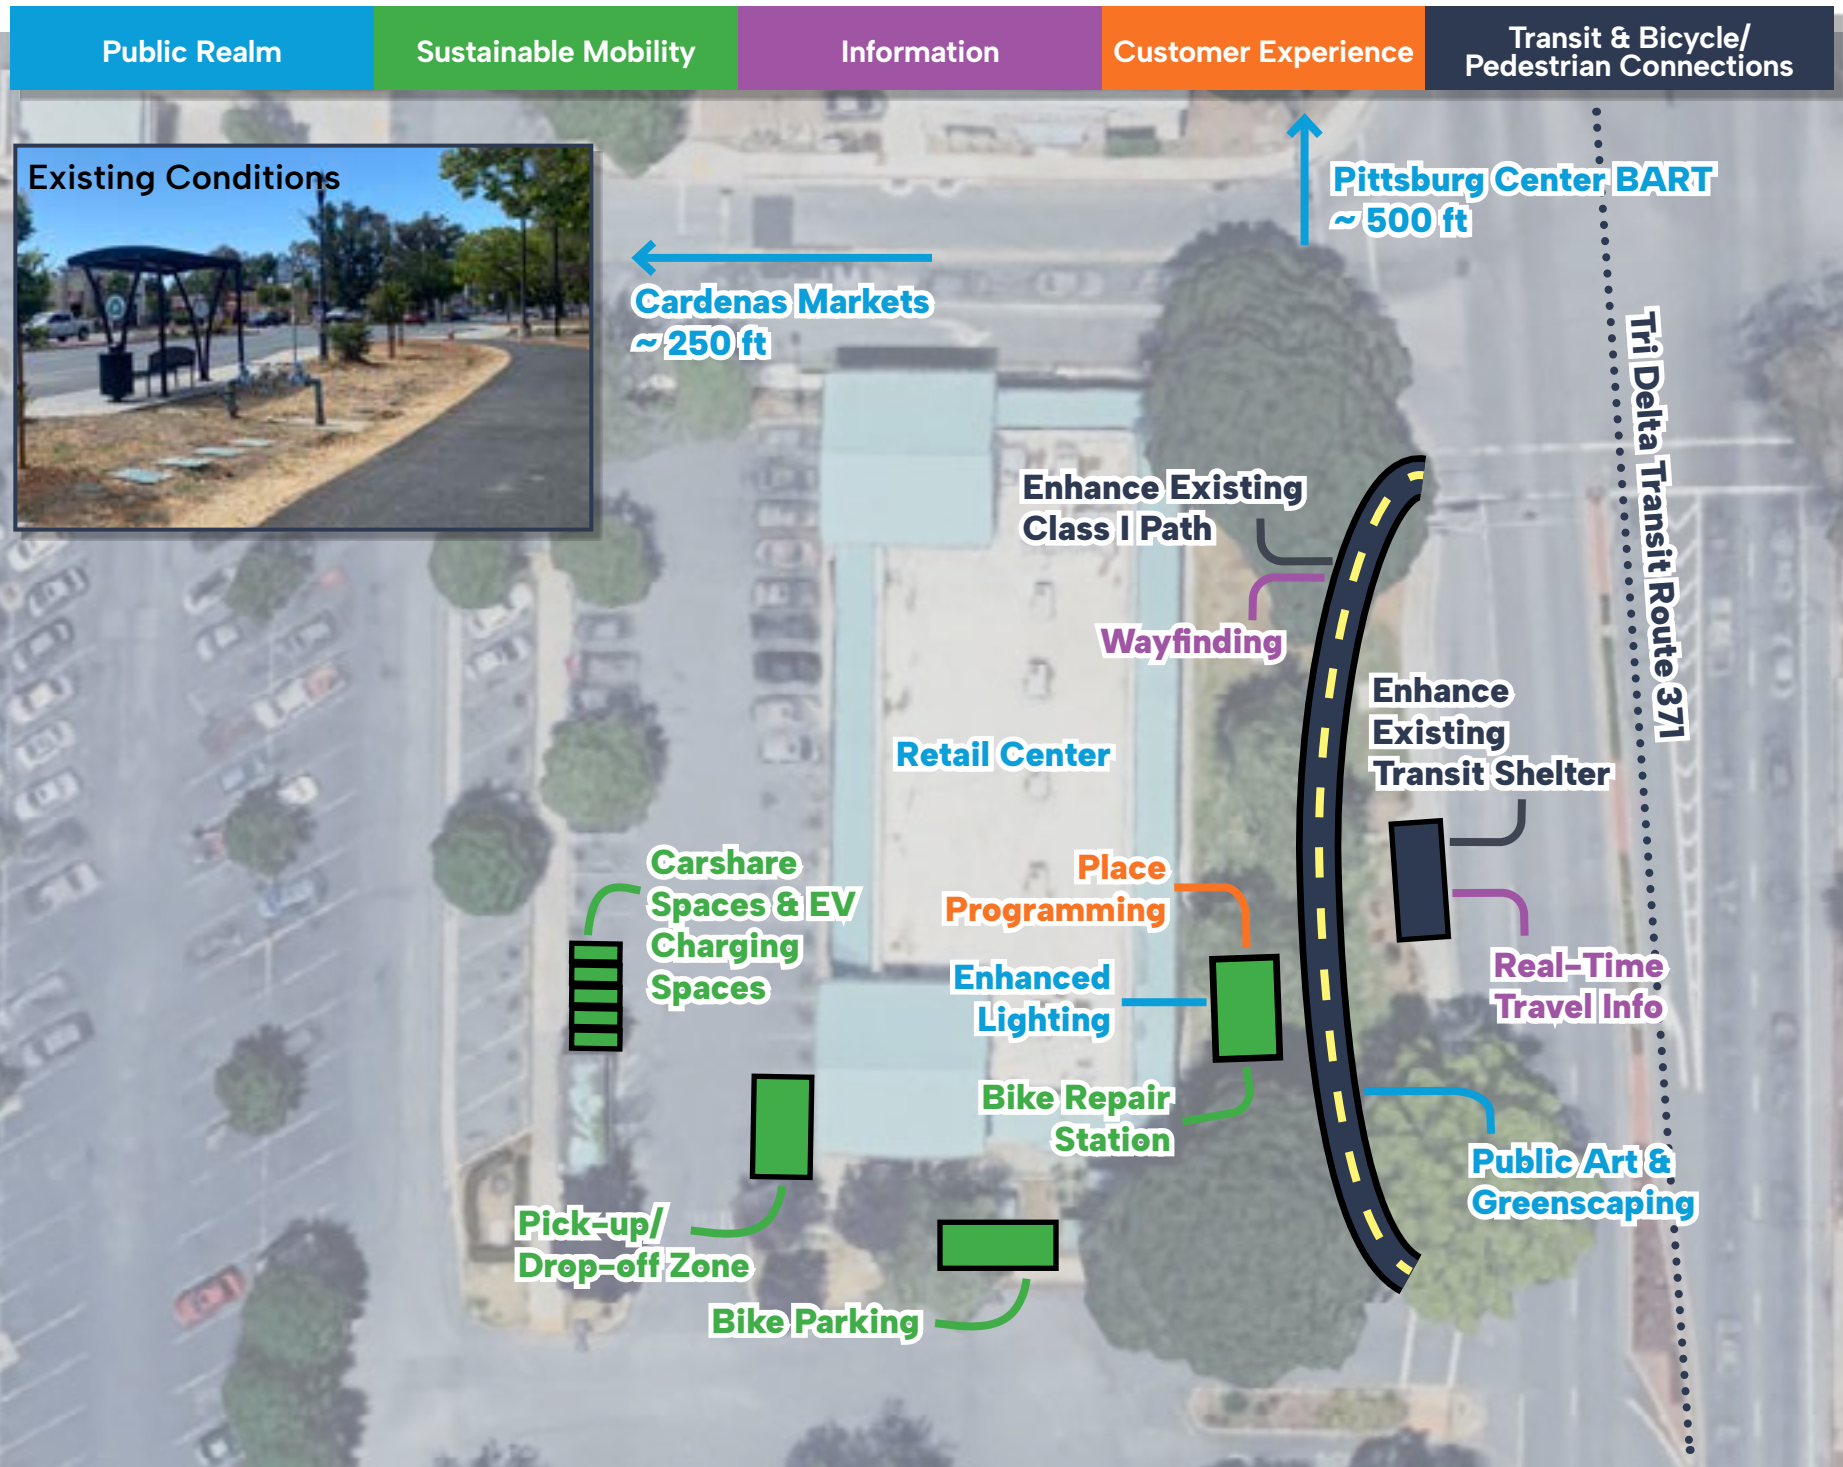 Public Realm
Sustainable Mobility
Information
Customer Experience
Transit & Bicycle/
Pedestrian Connections
Existing Conditions
Pittsburg Center BART
~ 500 ft
Cardenas Markets
~ 250 ft
Tri Delta Transit Route 371
Enhance Existing
Class I Path
Wayfinding
Enhance
Existing
Transit Shelter
Retail Center
Carshare
Spaces & EV
Charging
Spaces
Place
Programming
Enhanced
Lighting
Real-Time
Travel Info
Bike Repair
Station
Public Art &
Greenscaping
Pick-up/
Drop-off Zone
Bike Parking